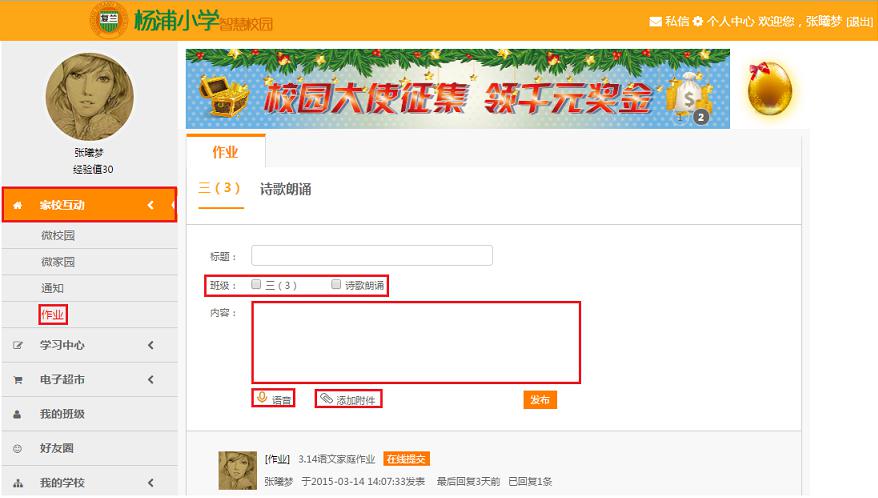 复兰 杨浦小学智慧校园
私信 个人中心 欢迎您，张曦梦 [退出]
张曦梦
经验值30
家校互动
微校园
微家园
通知
作业
学习中心
电子超市
我的班级
好友圈
我的学校
校园大使征集 领千元奖金
1 2
作业
三（3） 诗歌朗诵
标题：
班级： 三（3） 诗歌朗诵
内容：
语音 添加附件 发布
[作业] 3.14语文家庭作业 在线提交
张曦梦 于2015-03-14 14:07:33发表 最后回复3天前 已回复1条